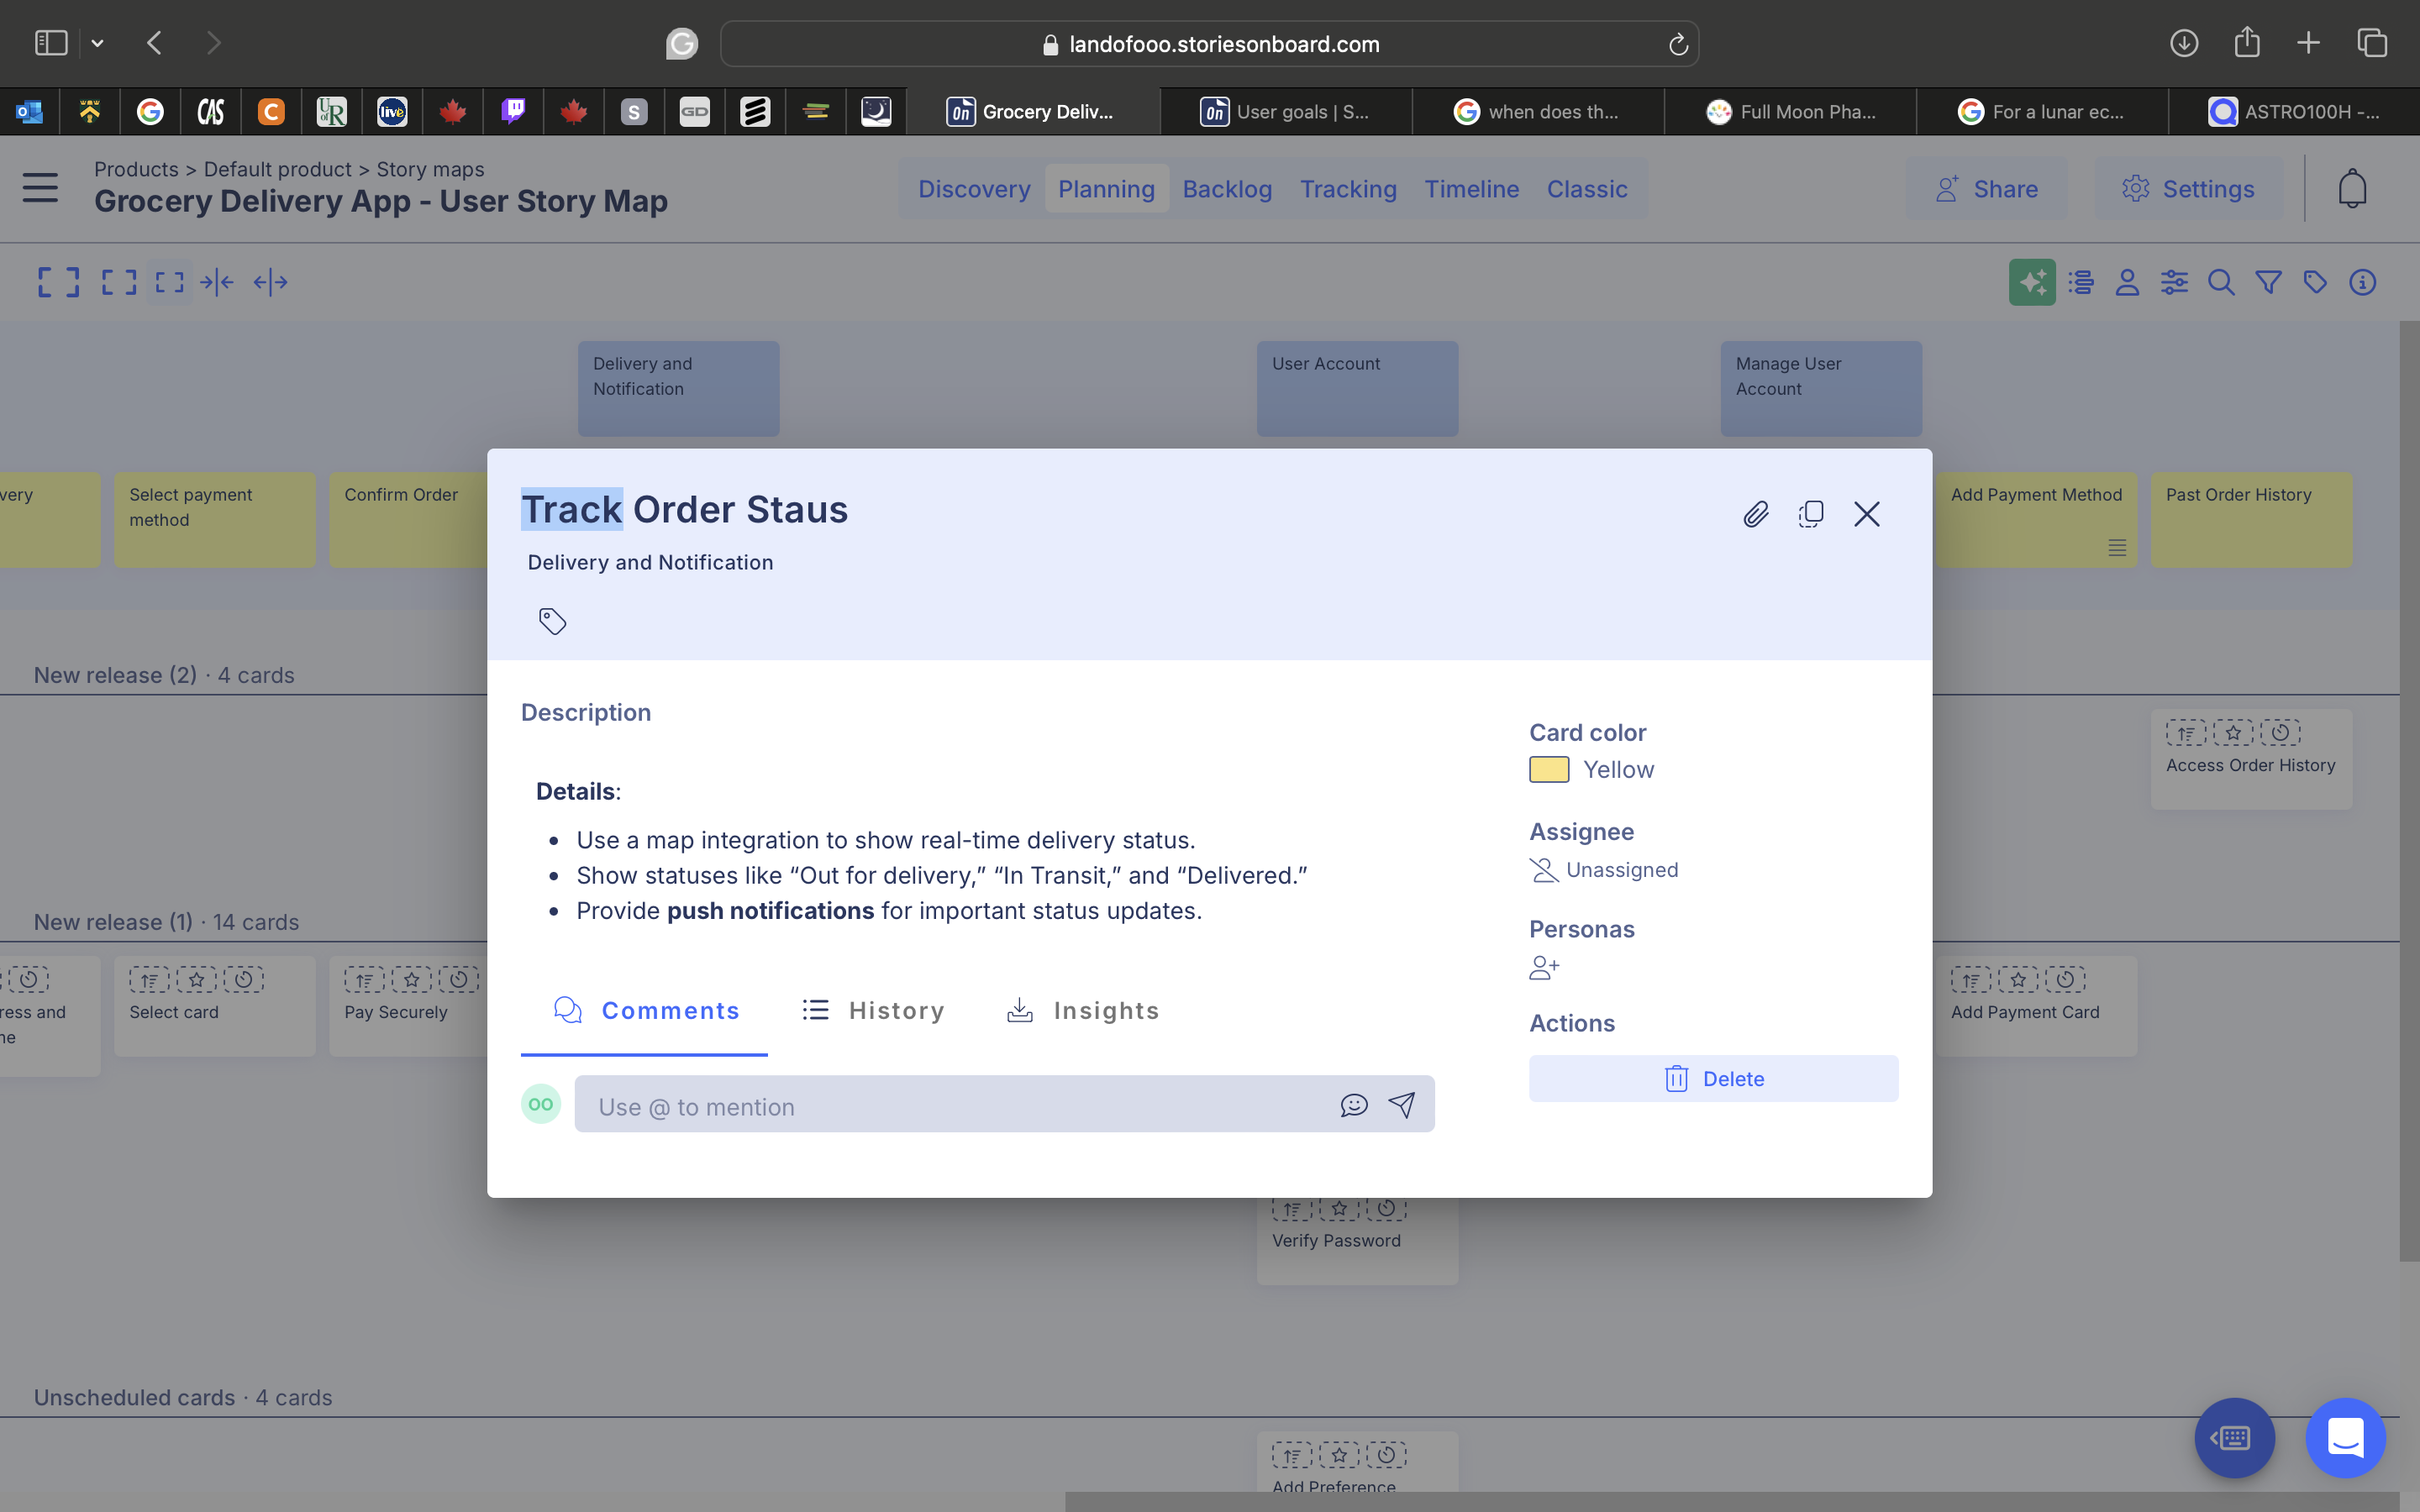 landofooo.storiesonboard.com
CAS
C
U of R
live
S
GD
On Grocery Deliv...
On User goals | S...
when does th...
Full Moon Pha...
For a lunar ec...
ASTRO100H -...
Products > Default product > Story maps
Grocery Delivery App - User Story Map
Discovery Planning Backlog Tracking Timeline Classic
Share
Settings
Delivery and
Notification
User Account
Manage User
Account
very
Select payment
method
Confirm Order
Add Payment Method
Past Order History
Track Order Staus
Delivery and Notification
New release (2) · 4 cards
Description
Details:
• Use a map integration to show real-time delivery status.
• Show statuses like “Out for delivery,” “In Transit,” and “Delivered.”
• Provide push notifications for important status updates.
Card color
Yellow
Assignee
Unassigned
Personas
Actions
Delete
Comments History Insights
OO
Use @ to mention
Access Order History
New release (1) · 14 cards
ress and
ne
Select card
Pay Securely
Add Payment Card
Verify Password
Unscheduled cards · 4 cards
Add Preference